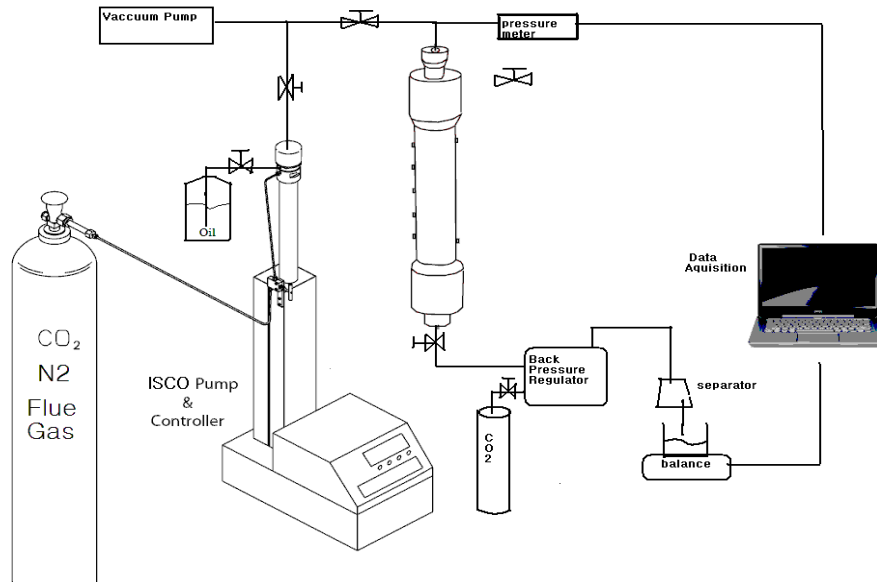 Vaccuum Pump
pressure
meter
Oil
Data
Aquisition
CO₂
N2
Flue
Gas
ISCO Pump
&
Controller
Back
Pressure
Regulator
separator
C
O
2
balance